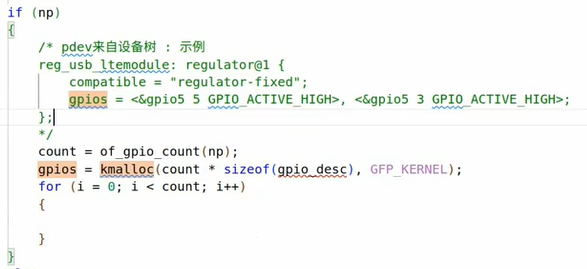 if (np)
{
/* pdev来自设备树 : 示例
reg_usb_ltemodule: regulator@1 {
compatible = "regulator-fixed";
gpios = <&gpio5 5 GPIO_ACTIVE_HIGH>, <&gpio5 3 GPIO_ACTIVE_HIGH>;
};
*/
count = of_gpio_count(np);
gpios = kmalloc(count * sizeof(gpio_desc), GFP_KERNEL);
for (i = 0; i < count; i++)
{
}
}